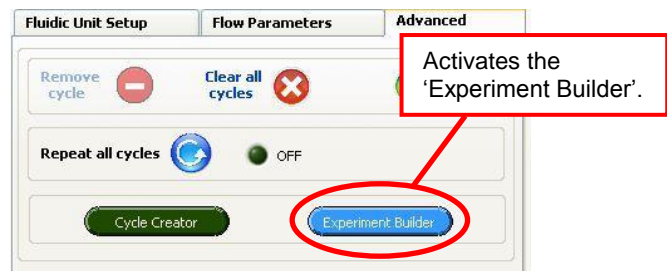 Fluidic Unit Setup
Flow Parameters
Advanced
Activates the
‘Experiment Builder’.
Remove
cycle
Clear all
cycles
Repeat all cycles
OFF
Cycle Creator
Experiment Builder